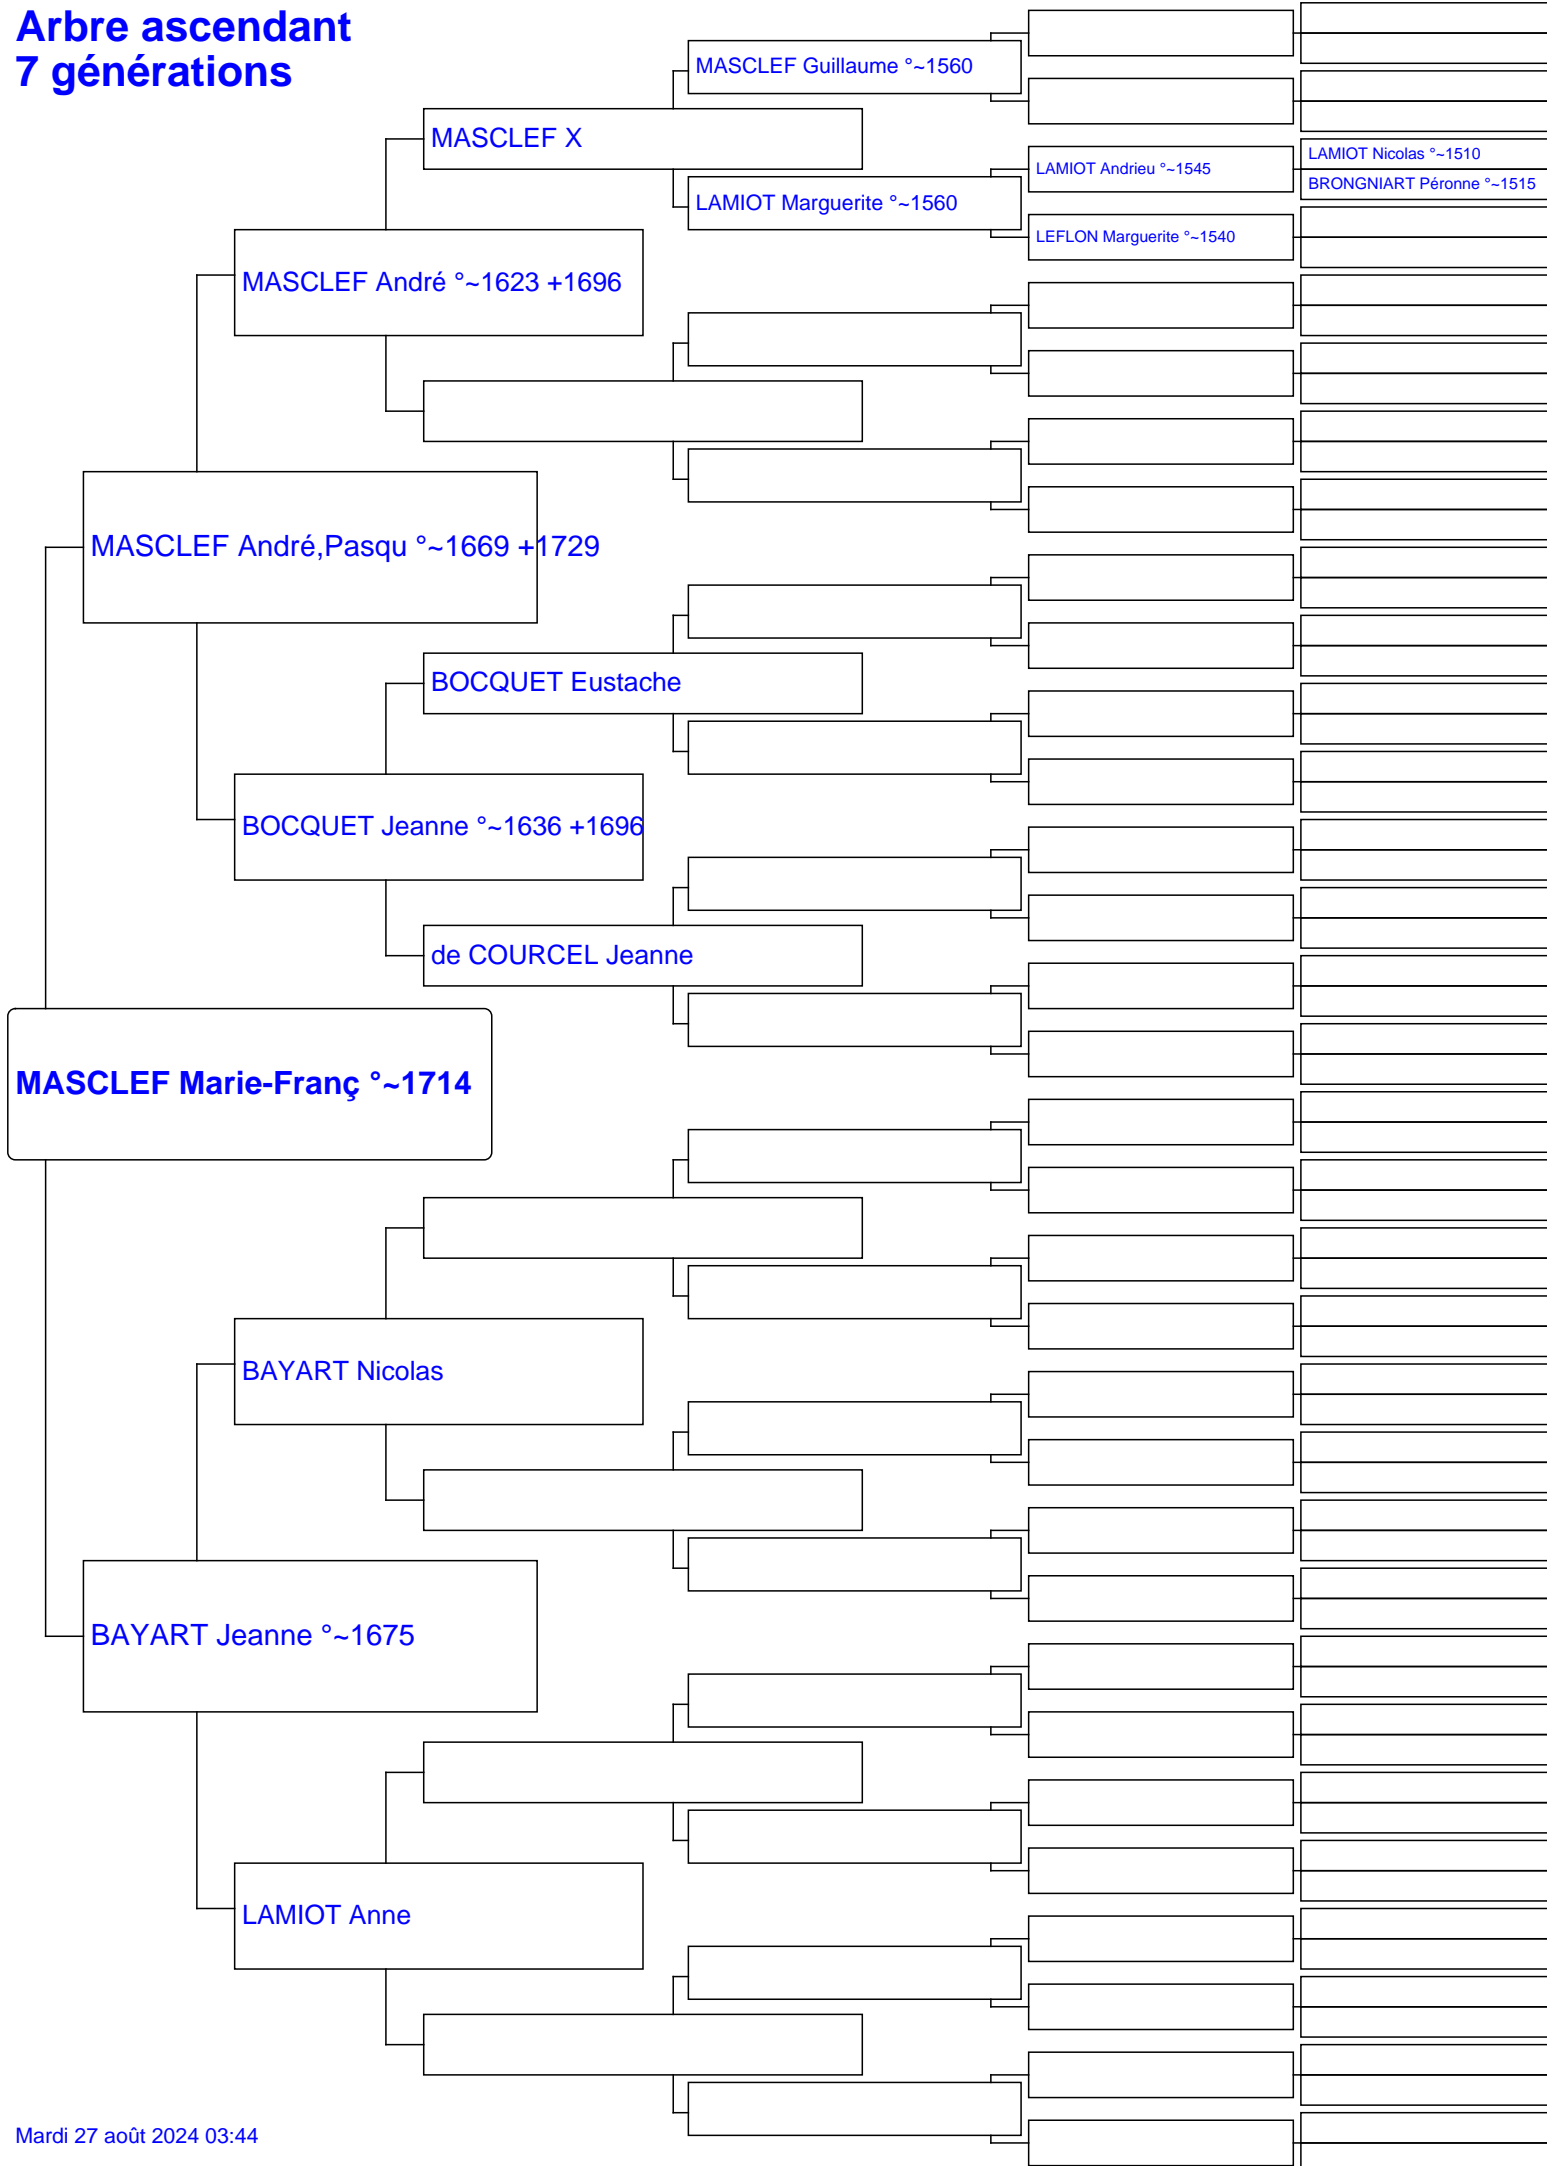 Arbre ascendant
7 générations
MASCLEF Guillaume °~1560
MASCLEF X
LAMIOT Andrieu °~1545
LAMIOT Nicolas °~1510
BRONGNIART Péronne °~1515
LAMIOT Marguerite °~1560
LEFLON Marguerite °~1540
MASCLEF André °~1623 +1696
MASCLEF André,Pasqu °~1669 +1729
BOCQUET Eustache
BOCQUET Jeanne °~1636 +1696
de COURCEL Jeanne
MASCLEF Marie-Franç °~1714
BAYART Nicolas
BAYART Jeanne °~1675
LAMIOT Anne
Mardi 27 août 2024 03:44